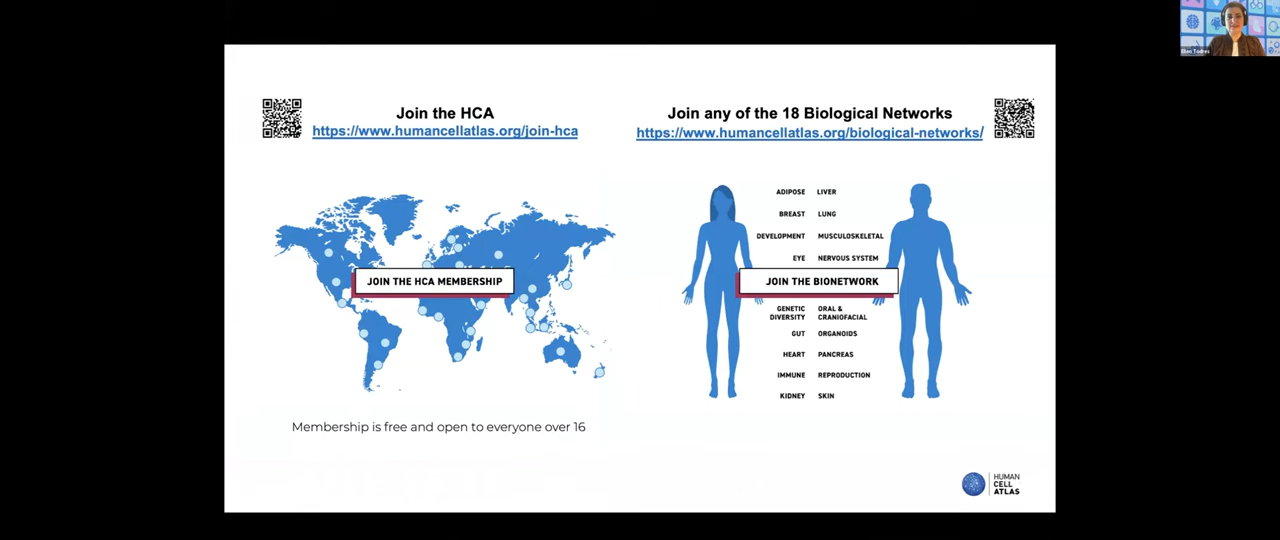 Ellen Todres
Join the HCA
https://www.humancellatlas.org/join-hca
JOIN THE HCA MEMBERSHIP
Membership is free and open to everyone over 16
Join any of the 18 Biological Networks
https://www.humancellatlas.org/biological-networks/
ADIPOSE LIVER
BREAST LUNG
DEVELOPMENT MUSCULOSKELETAL
EYE NERVOUS SYSTEM
JOIN THE BIONETWORK
GENETIC ORAL &
DIVERSITY CRANIOFACIAL
GUT ORGANOIDS
HEART PANCREAS
IMMUNE REPRODUCTION
KIDNEY SKIN
HUMAN
CELL
ATLAS